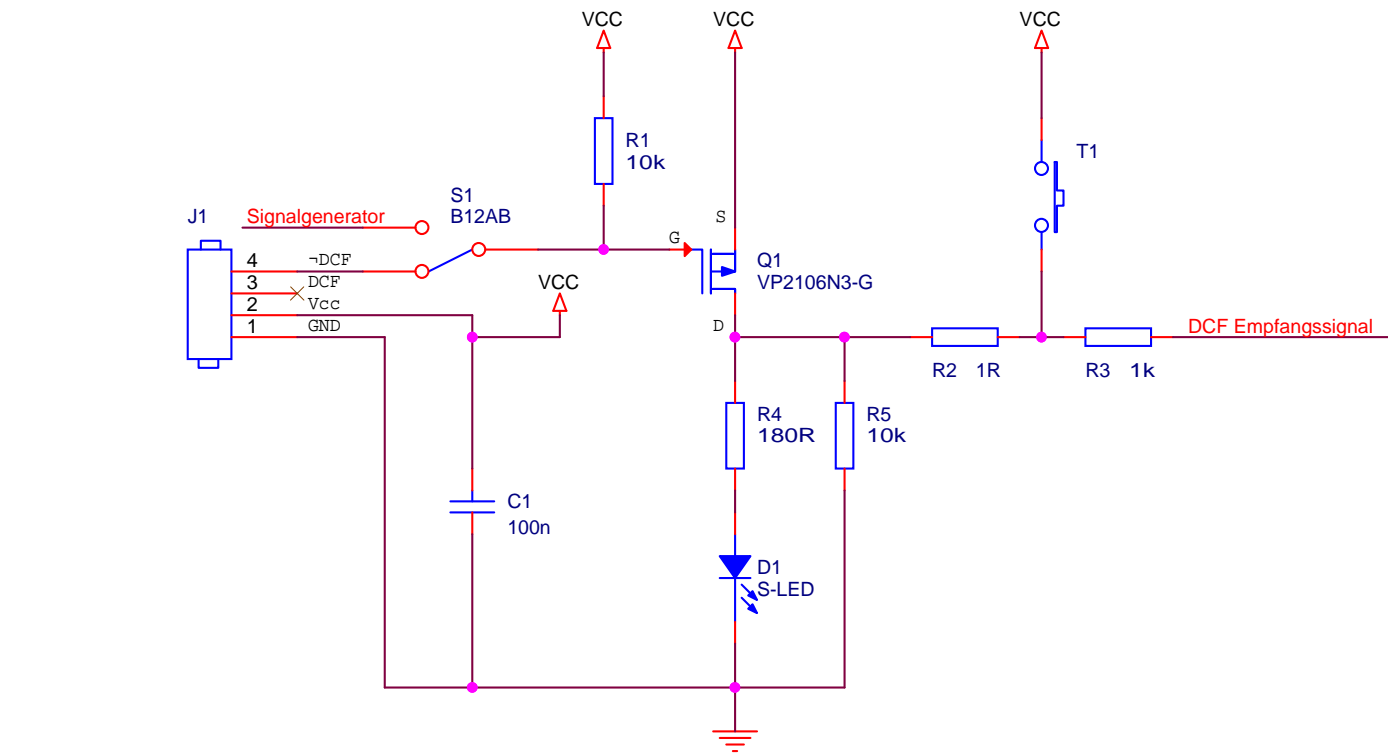 VCC
VCC
VCC
R1
10k
T1
S1
B12AB
J1
Signalgenerator
S
G
Q1
VP2106N3-G
4
¬DCF
3
DCF
VCC
2
Vcc
1
GND
D
DCF Empfangssignal
R2 1R
R3 1k
R4
180R
R5
10k
C1
100n
D1
S-LED